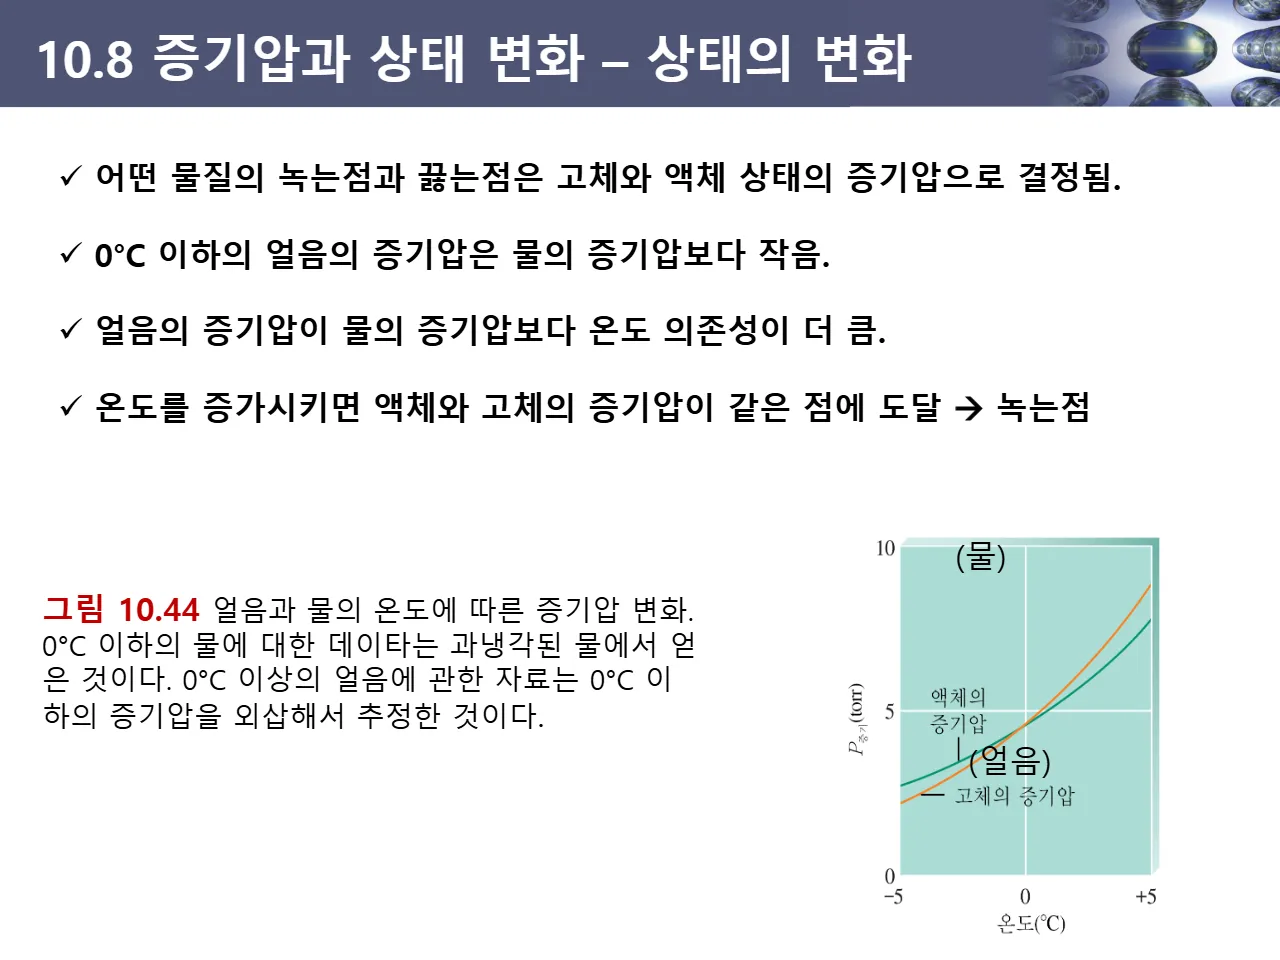 10.8 증기압과 상태 변화 – 상태의 변화
✓ 어떤 물질의 녹는점과 끓는점은 고체와 액체 상태의 증기압으로 결정됨.
✓ 0°C 이하의 얼음의 증기압은 물의 증기압보다 작음.
✓ 얼음의 증기압이 물의 증기압보다 온도 의존성이 더 큼.
✓ 온도를 증가시키면 액체와 고체의 증기압이 같은 점에 도달 → 녹는점
그림 10.44 얼음과 물의 온도에 따른 증기압 변화.
0°C 이하의 물에 대한 데이타는 과냉각된 물에서 얻
은 것이다. 0°C 이상의 얼음에 관한 자료는 0°C 이
하의 증기압을 외삽해서 추정한 것이다.
10
(물)
액체의
증기압
5
P증기(torr)
(얼음)
고체의 증기압
0
−5 0 +5
온도(℃)